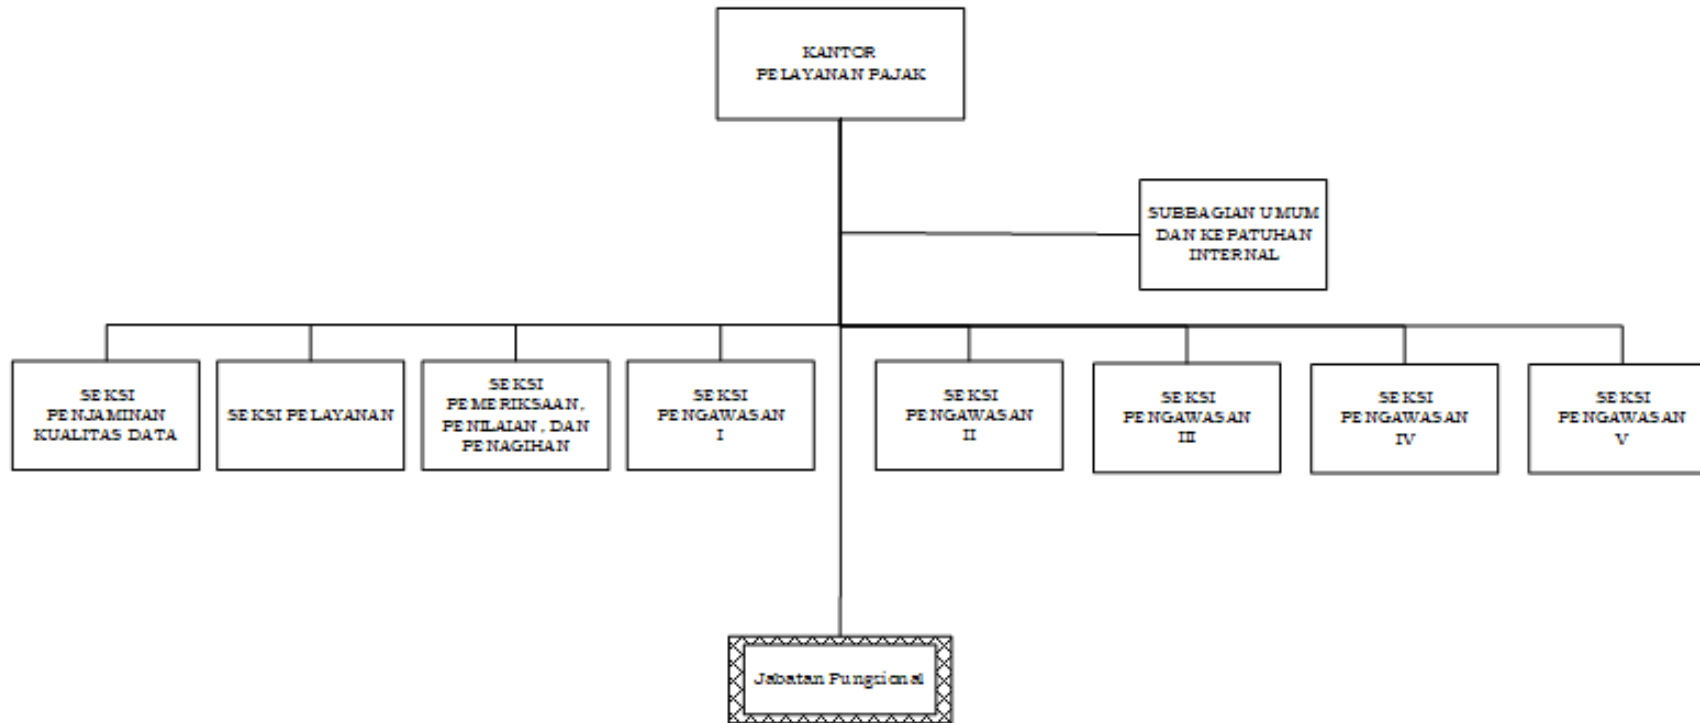 KANTOR
PELAYANAN PAJAK
SUBBAGIAN UMUM
DAN KEPATUHAN
INTERNAL
SEKSI
PENJAMINAN
KUALITAS DATA
SEKSI PELAYANAN
SEKSI
PEMERIKSAAN,
PENILAIAN, DAN
PENAGIHAN
SEKSI
PENGAWASAN
I
SEKSI
PENGAWASAN
II
SEKSI
PENGAWASAN
III
SEKSI
PENGAWASAN
IV
SEKSI
PENGAWASAN
V
Jabatan Fungsional